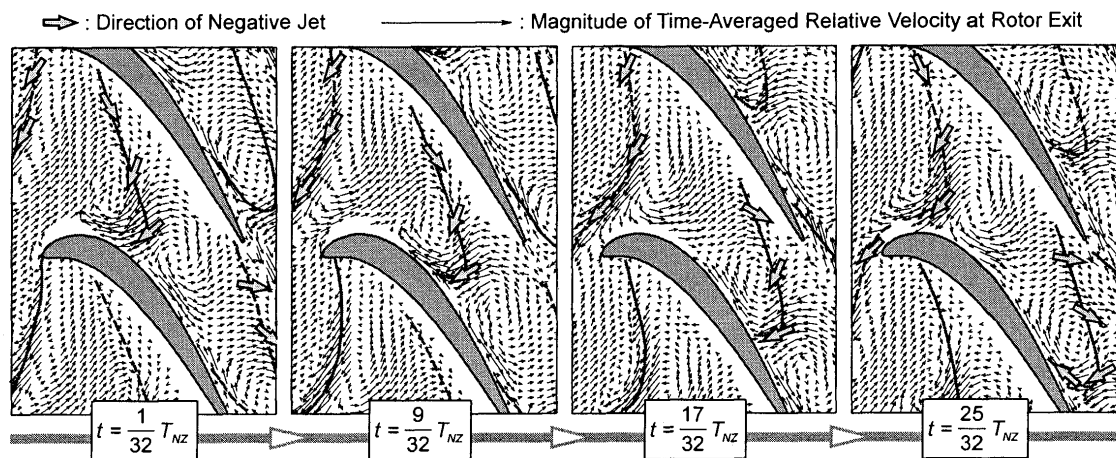 : Direction of Negative Jet : Magnitude of Time-Averaged Relative Velocity at Rotor Exit
t = 1/32 T_NZ t = 9/32 T_NZ t = 17/32 T_NZ t = 25/32 T_NZ